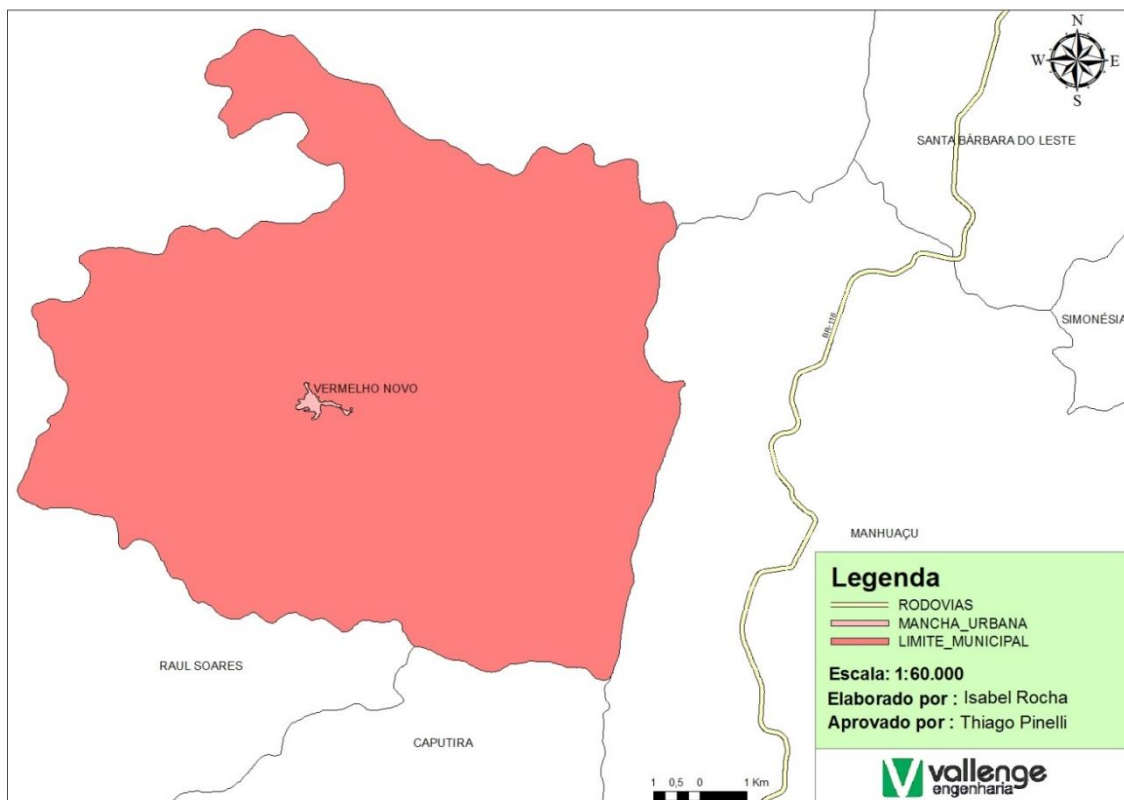 N
W E
S
SANTA BÁRBARA DO LESTE
SIMONÉSIA
BR-116
VERMELHO NOVO
MANHUAÇU
RAUL SOARES
CAPUTIRA
Legenda
RODOVIAS
MANCHA_URBANA
LIMITE_MUNICIPAL
Escala: 1:60.000
Elaborado por : Isabel Rocha
Aprovado por : Thiago Pinelli
1 0,5 0 1 Km
vallenge
engenharia